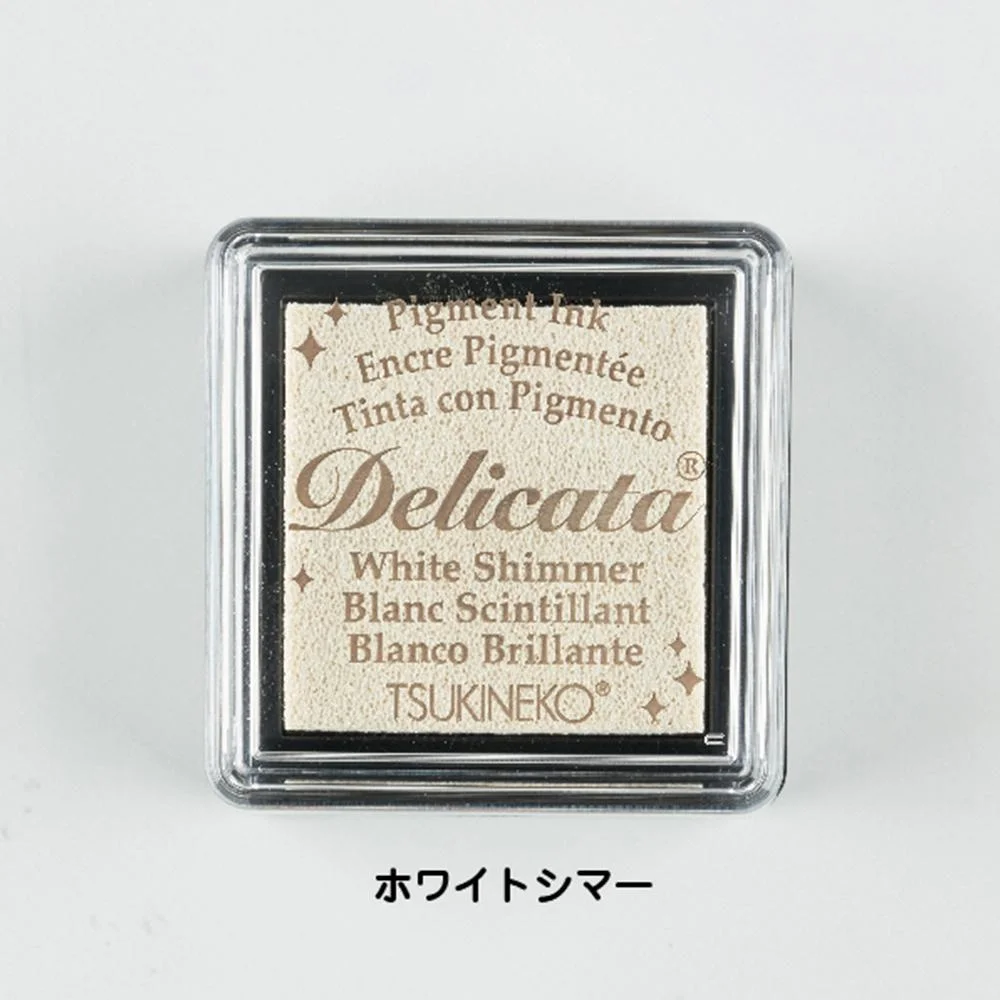 Pigment Ink
Encre Pigmentée
Tinta con Pigmento
Delicata®
White Shimmer
Blanc Scintillant
Blanco Brillante
TSUKINEKO®
ホワイトシマー